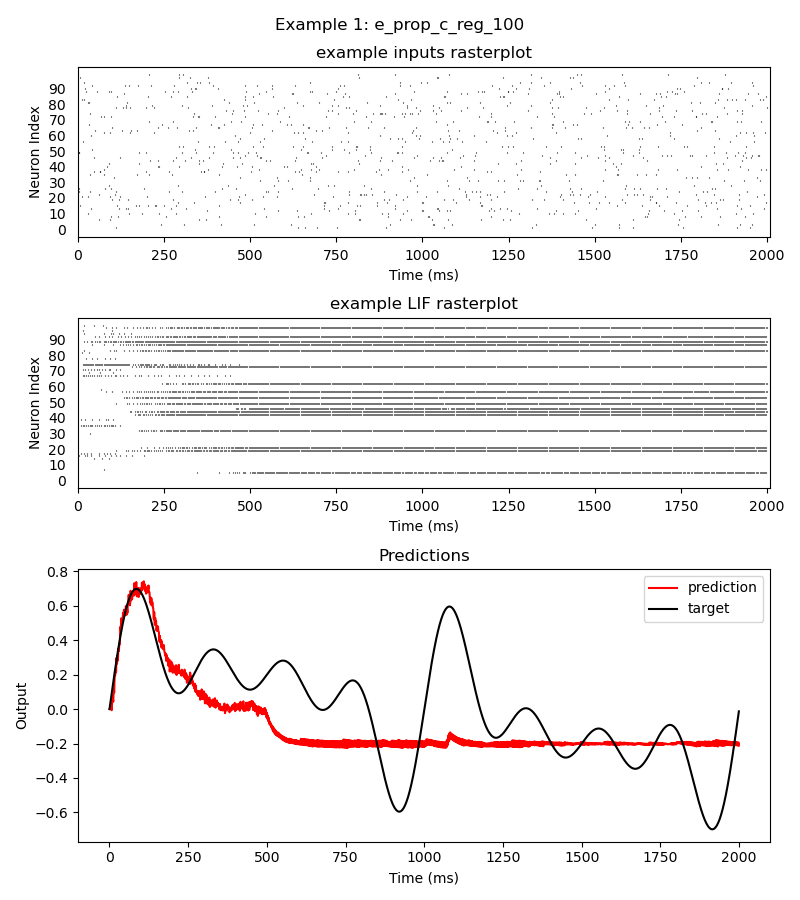 Example 1: e_prop_c_reg_100
example inputs rasterplot
Neuron Index
90
80
70
60
50
40
30
20
10
0
0 250 500 750 1000 1250 1500 1750 2000
Time (ms)
example LIF rasterplot
Neuron Index
90
80
70
60
50
40
30
20
10
0
0 250 500 750 1000 1250 1500 1750 2000
Time (ms)
Predictions
Output
0.8
0.6
0.4
0.2
0.0
−0.2
−0.4
−0.6
prediction
target
0 250 500 750 1000 1250 1500 1750 2000
Time (ms)